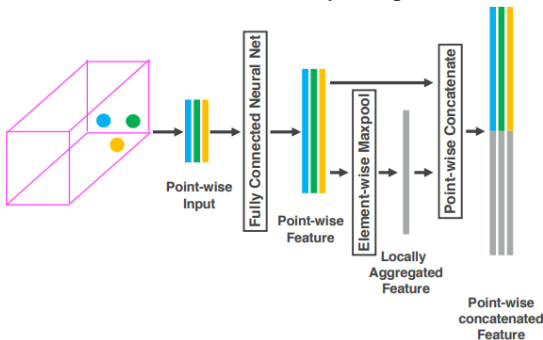 Point-wise
Input
Fully Connected Neural Net
Point-wise
Feature
Element-wise Maxpool
Locally
Aggregated
Feature
Point-wise Concatenate
Point-wise
concatenated
Feature